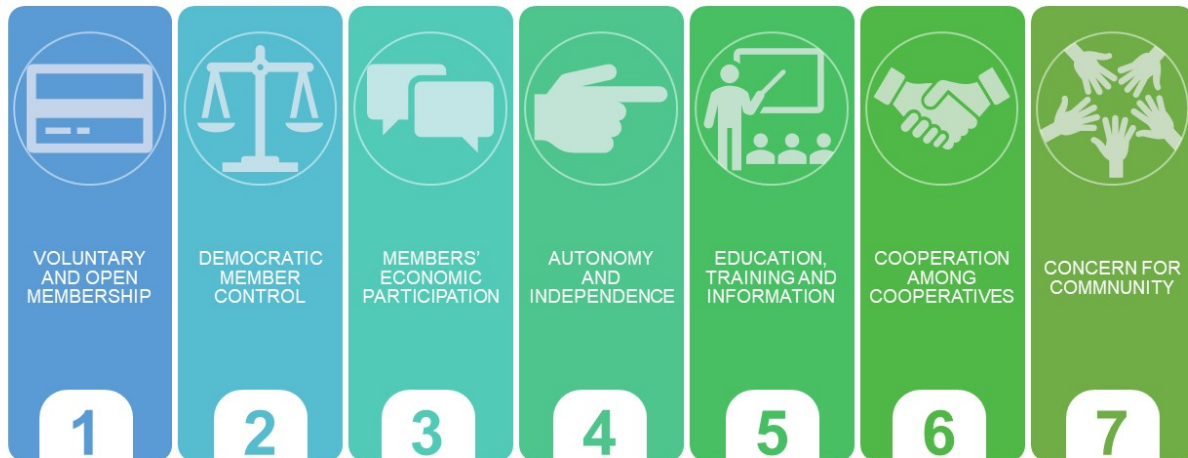 VOLUNTARY
AND OPEN
MEMBERSHIP
1
DEMOCRATIC
MEMBER
CONTROL
2
MEMBERS'
ECONOMIC
PARTICIPATION
3
AUTONOMY
AND
INDEPENDENCE
4
EDUCATION,
TRAINING AND
INFORMATION
5
COOPERATION
AMONG
COOPERATIVES
6
CONCERN FOR
COMMNUNITY
7